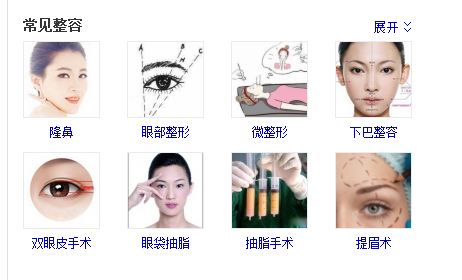 常见整容
展开
隆鼻
眼部整形
微整形
下巴整容
双眼皮手术
眼袋抽脂
抽脂手术
提眉术